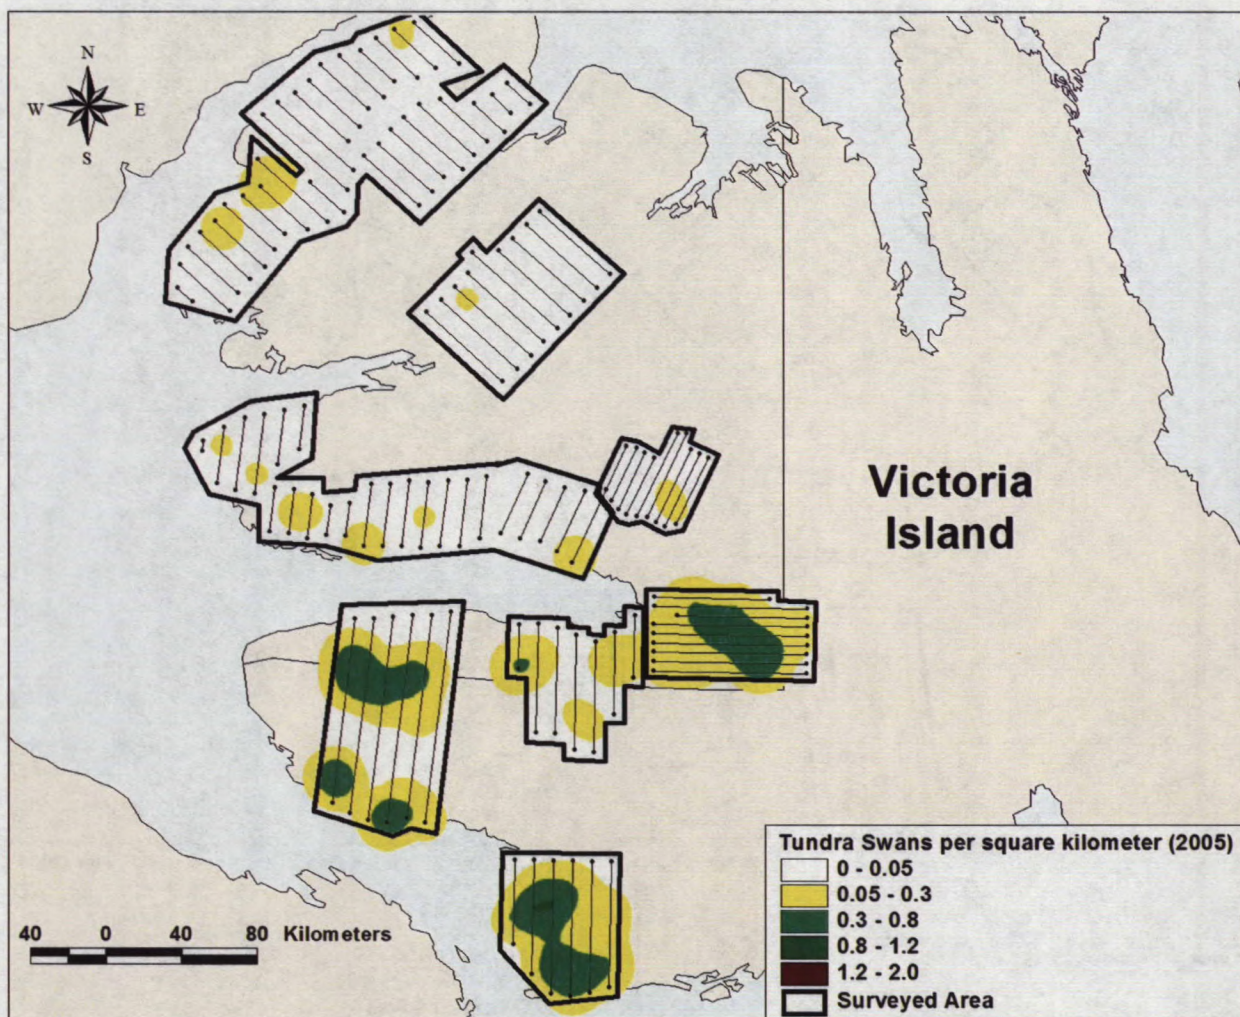 N
W E
S
Victoria
Island
Tundra Swans per square kilometer (2005)
0 - 0.05
0.05 - 0.3
0.3 - 0.8
0.8 - 1.2
1.2 - 2.0
Surveyed Area
40 0 40 80 Kilometers